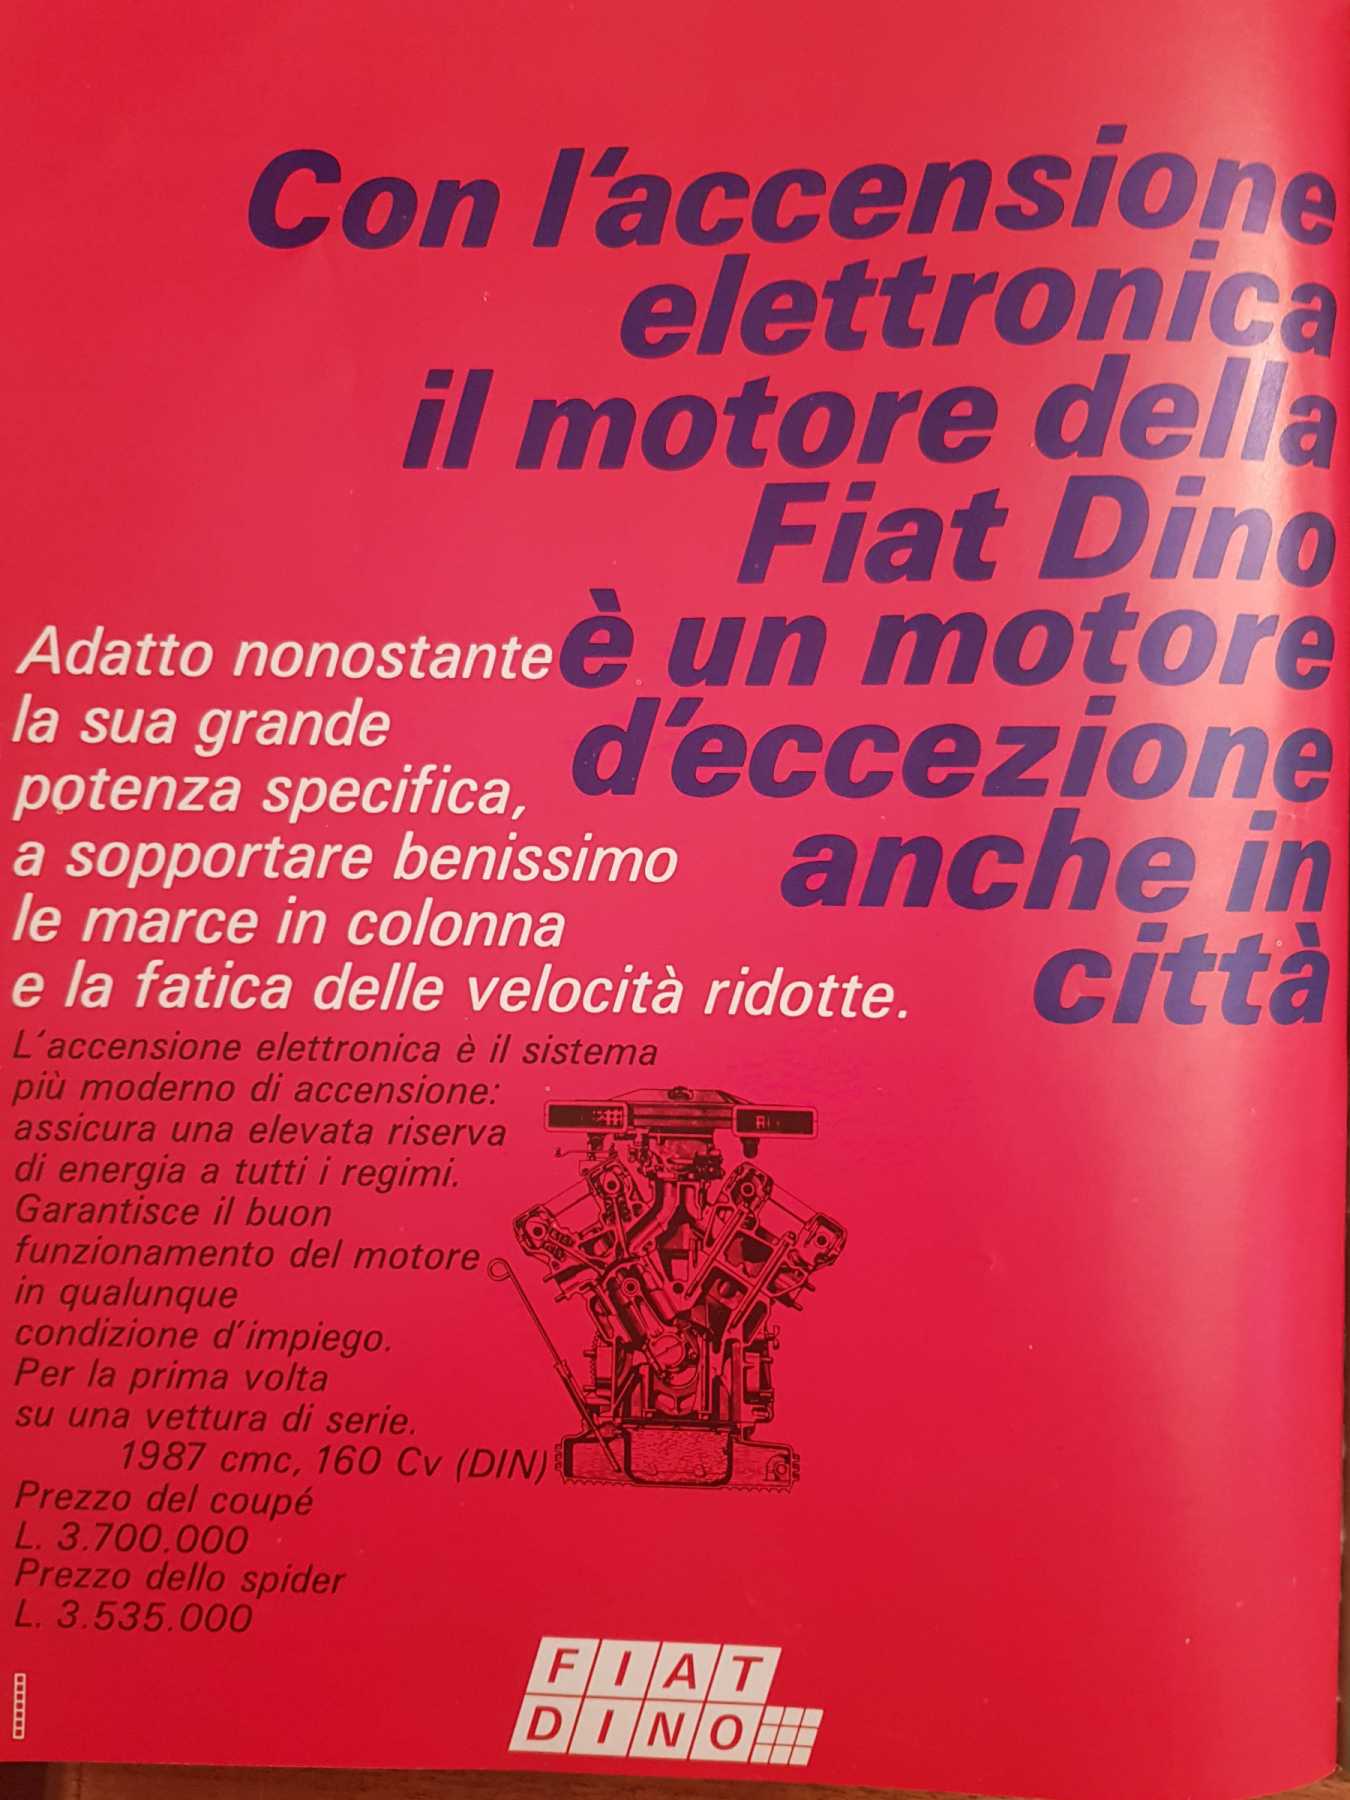 Con l'accensione
elettronica
il motore della
Fiat Dino
è un motore
d'eccezione
anche in
città
Adatto nonostante
la sua grande
potenza specifica,
a sopportare benissimo
le marce in colonna
e la fatica delle velocità ridotte.
L'accensione elettronica è il sistema
più moderno di accensione:
assicura una elevata riserva
di energia a tutti i regimi.
Garantisce il buon
funzionamento del motore
in qualunque
condizione d'impiego.
Per la prima volta
su una vettura di serie.
1987 cmc, 160 Cv (DIN)
Prezzo del coupé
L. 3.700.000
Prezzo dello spider
L. 3.535.000
FIAT
DINO